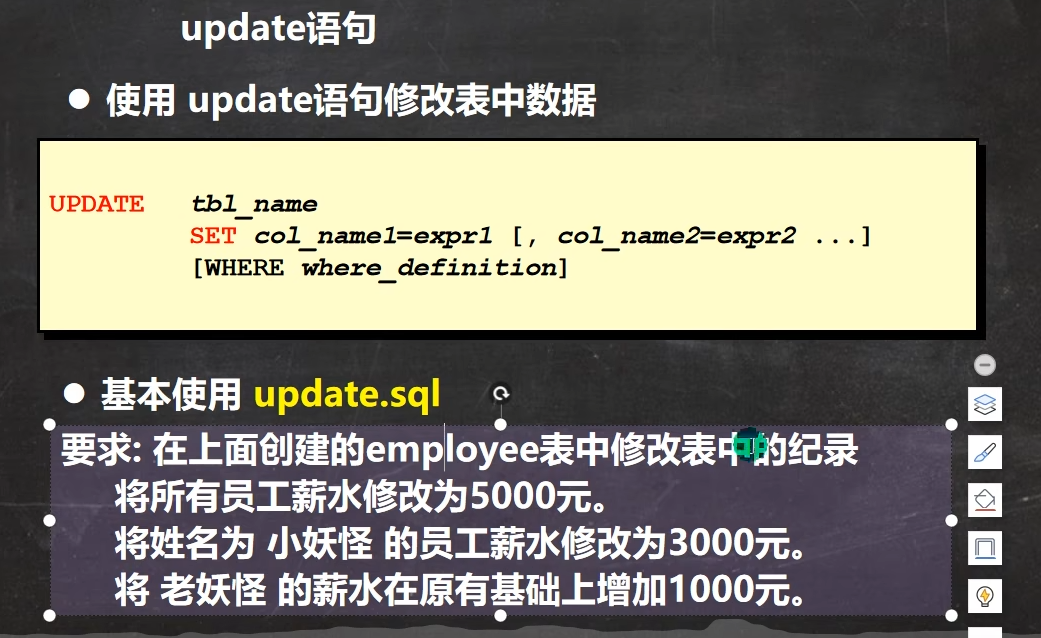 update语句
● 使用 update语句修改表中数据
UPDATE tbl_name
SET col_name1=expr1 [, col_name2=expr2 ...]
[WHERE where_definition]
● 基本使用 update.sql
要求: 在上面创建的employee表中修改表中的纪录
将所有员工薪水修改为5000元。
将姓名为 小妖怪 的员工薪水修改为3000元。
将 老妖怪 的薪水在原有基础上增加1000元。